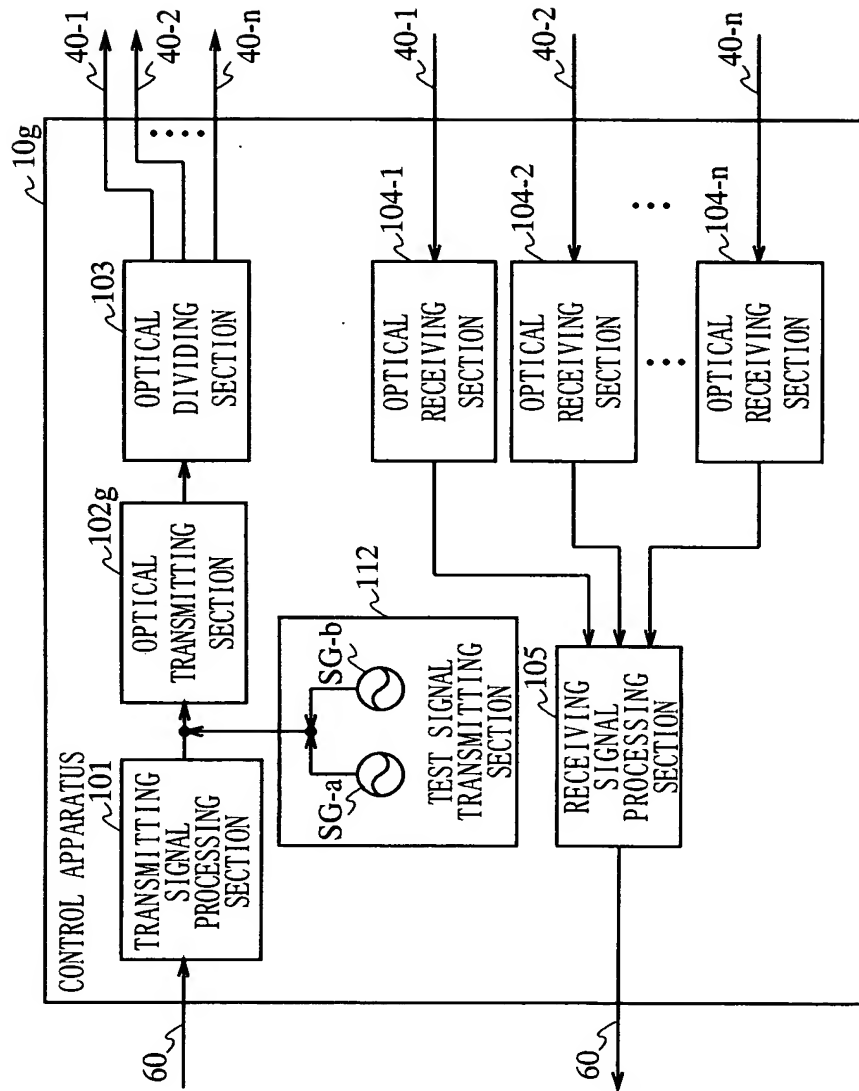 10g
CONTROL APPARATUS
60
101
TRANSMITTING
SIGNAL
PROCESSING
SECTION
102g
OPTICAL
TRANSMITTING
SECTION
103
OPTICAL
DIVIDING
SECTION
40-1
40-2
40-n
112
SG-a
SG-b
TEST SIGNAL
TRANSMITTING
SECTION
104-1
OPTICAL
RECEIVING
SECTION
40-1
104-2
OPTICAL
RECEIVING
SECTION
40-2
104-n
OPTICAL
RECEIVING
SECTION
40-n
105
RECEIVING
SIGNAL
PROCESSING
SECTION
60